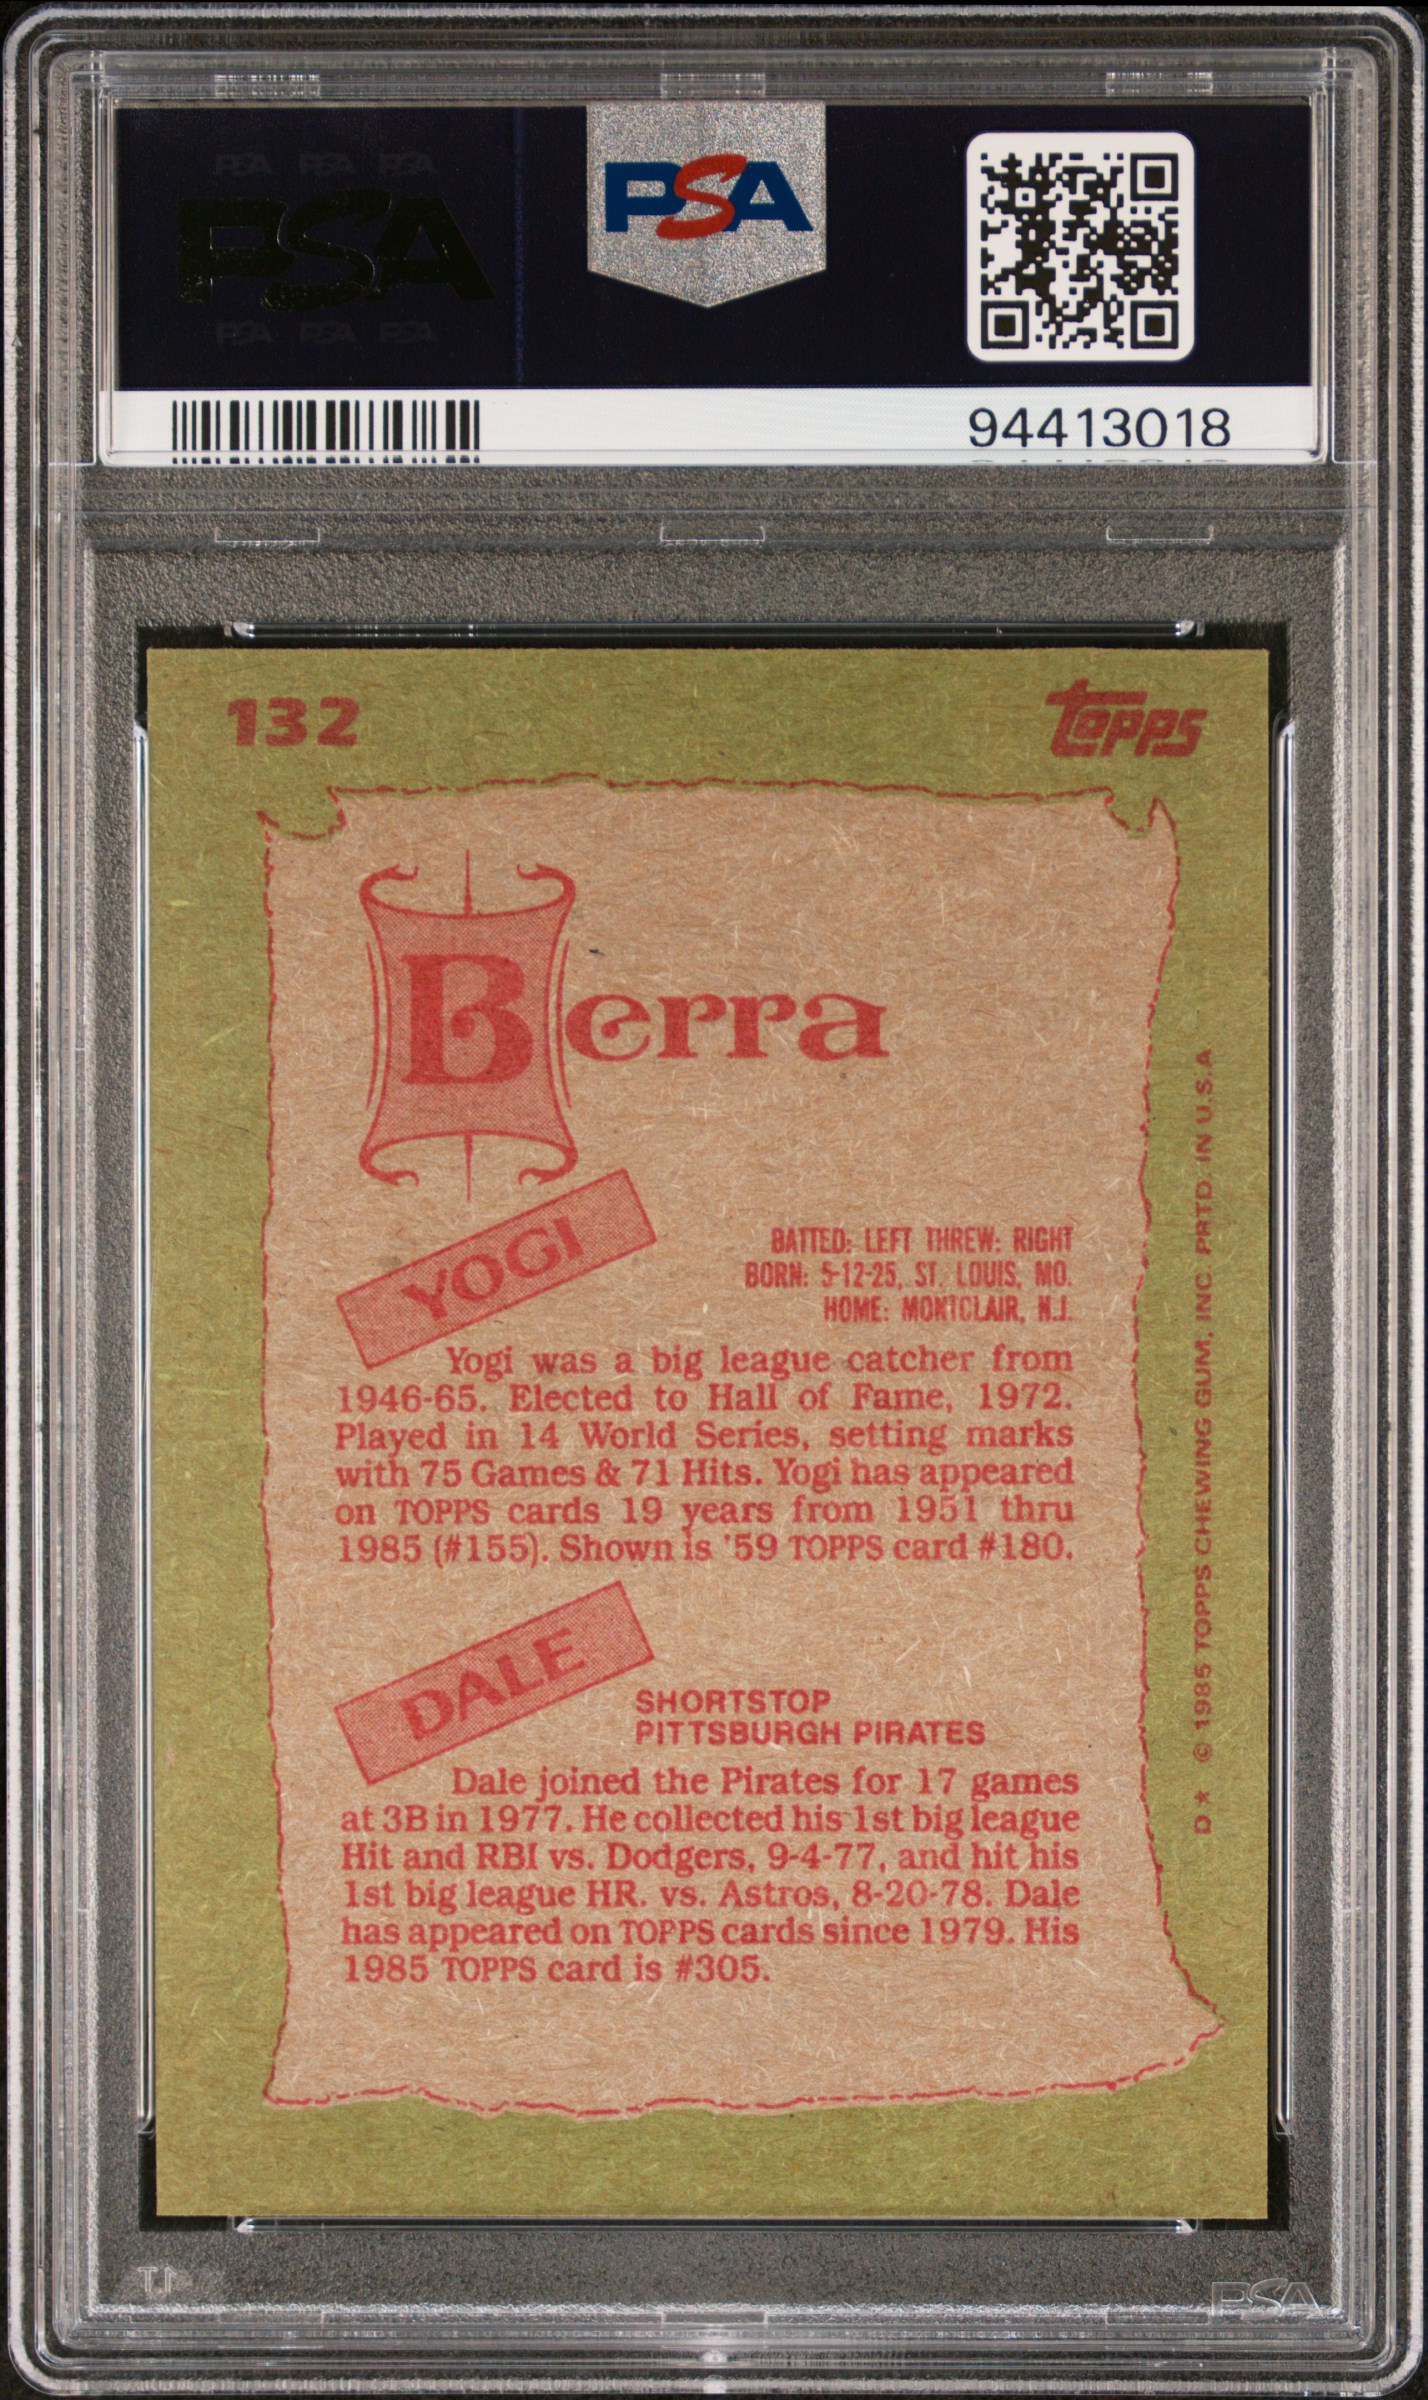 PSA PSA PSA
PSA
PSA PSA PSA
PSA
94413018
132
TOPPS
Berra
YOGI
BATTED: LEFT THREW: RIGHT
BORN: 5-12-25, ST. LOUIS, MO.
HOME: MONTCLAIR, N.J.
Yogi was a big league catcher from
1946-65. Elected to Hall of Fame, 1972.
Played in 14 World Series, setting marks
with 75 Games & 71 Hits. Yogi has appeared
on TOPPS cards 19 years from 1951 thru
1985 (#155). Shown is '59 TOPPS card #180.
DALE
SHORTSTOP
PITTSBURGH PIRATES
Dale joined the Pirates for 17 games
at 3B in 1977. He collected his 1st big league
Hit and RBI vs. Dodgers, 9-4-77, and hit his
1st big league HR. vs. Astros, 8-20-78. Dale
has appeared on TOPPS cards since 1979. His
1985 TOPPS card is #305.
D★ © 1985 TOPPS CHEWING GUM, INC. PRTD. IN U.S.A
PSA